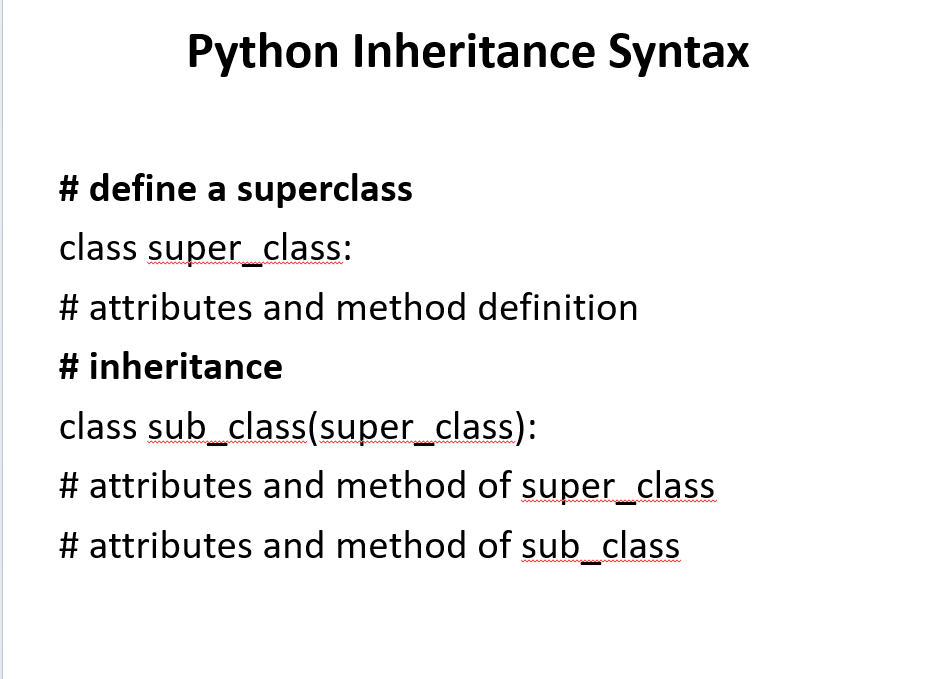 Python Inheritance Syntax
# define a superclass
class super_class:
# attributes and method definition
# inheritance
class sub_class(super_class):
# attributes and method of super_class
# attributes and method of sub_class